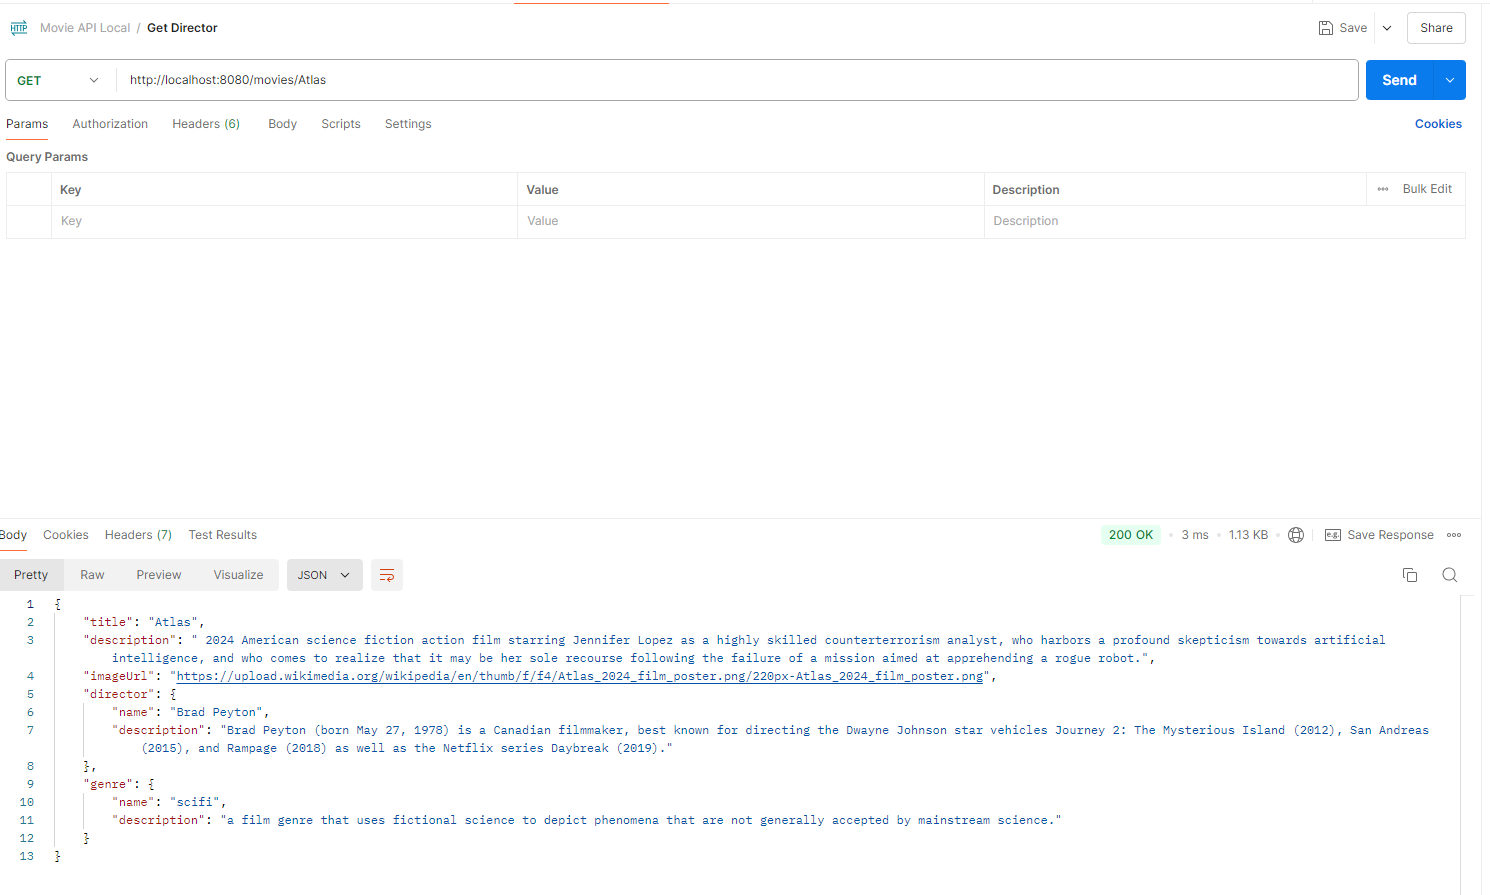 HTTP Movie API Local / Get Director Save Share
GET http://localhost:8080/movies/Atlas Send
Params Authorization Headers (6) Body Scripts Settings Cookies
Query Params
Key Value Description Bulk Edit
Key Value Description
Body Cookies Headers (7) Test Results 200 OK 3 ms 1.13 KB e.g. Save Response
Pretty Raw Preview Visualize JSON
1 {
2 "title": "Atlas",
3 "description": " 2024 American science fiction action film starring Jennifer Lopez as a highly skilled counterterrorism analyst, who harbors a profound skepticism towards artificial
intelligence, and who comes to realize that it may be her sole recourse following the failure of a mission aimed at apprehending a rogue robot.",
4 "imageUrl": "https://upload.wikimedia.org/wikipedia/en/thumb/f/f4/Atlas_2024_film_poster.png/220px-Atlas_2024_film_poster.png",
5 "director": {
6 "name": "Brad Peyton",
7 "description": "Brad Peyton (born May 27, 1978) is a Canadian filmmaker, best known for directing the Dwayne Johnson star vehicles Journey 2: The Mysterious Island (2012), San Andreas
(2015), and Rampage (2018) as well as the Netflix series Daybreak (2019)."
8 },
9 "genre": {
10 "name": "scifi",
11 "description": "a film genre that uses fictional science to depict phenomena that are not generally accepted by mainstream science."
12 }
13 }